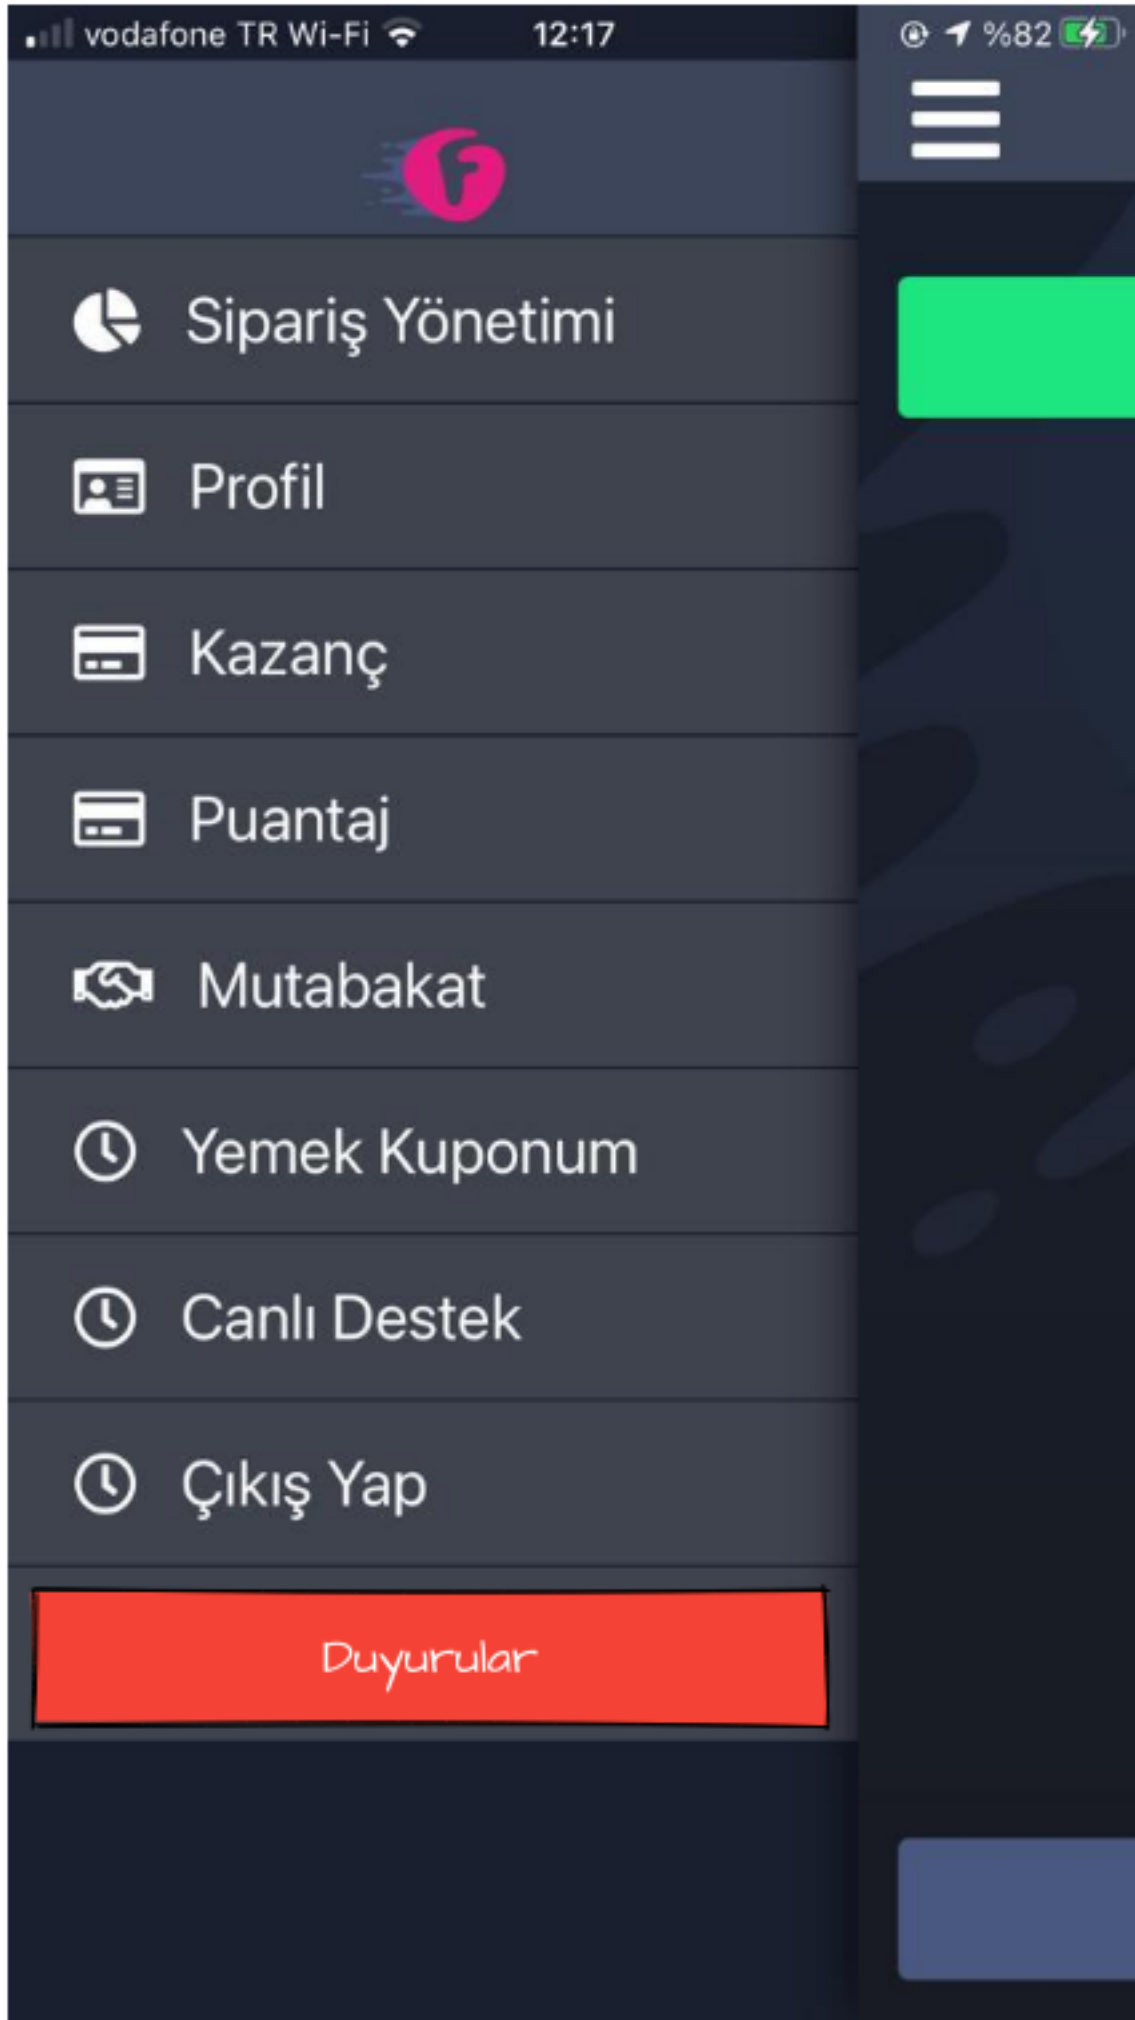 vodafone TR Wi-Fi 12:17 %82
Sipariş Yönetimi
Profil
Kazanç
Puantaj
Mutabakat
Yemek Kuponum
Canlı Destek
Çıkış Yap
Duyurular